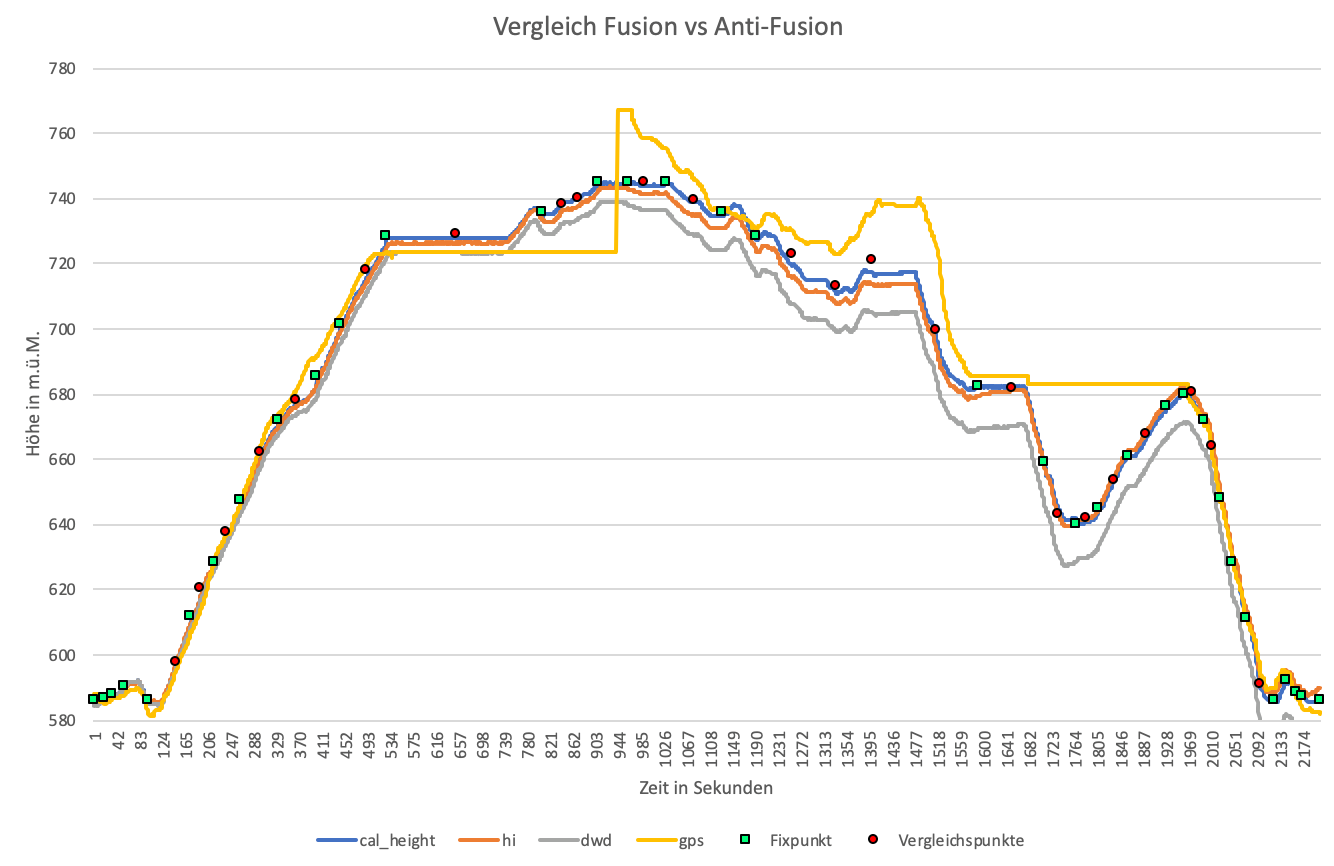 Vergleich Fusion vs Anti-Fusion
780
760
740
720
700
680
660
640
620
600
580
Höhe in m.ü.M.
1 42 83 124 165 206 247 288 329 370 411 452 493 534 575 616 657 698 739 780 821 862 903 944 985 1026 1067 1108 1149 1190 1231 1272 1313 1354 1395 1436 1477 1518 1559 1600 1641 1682 1723 1764 1805 1846 1887 1928 1969 2010 2051 2092 2133 2174
Zeit in Sekunden
cal_height hi dwd gps Fixpunkt Vergleichspunkte